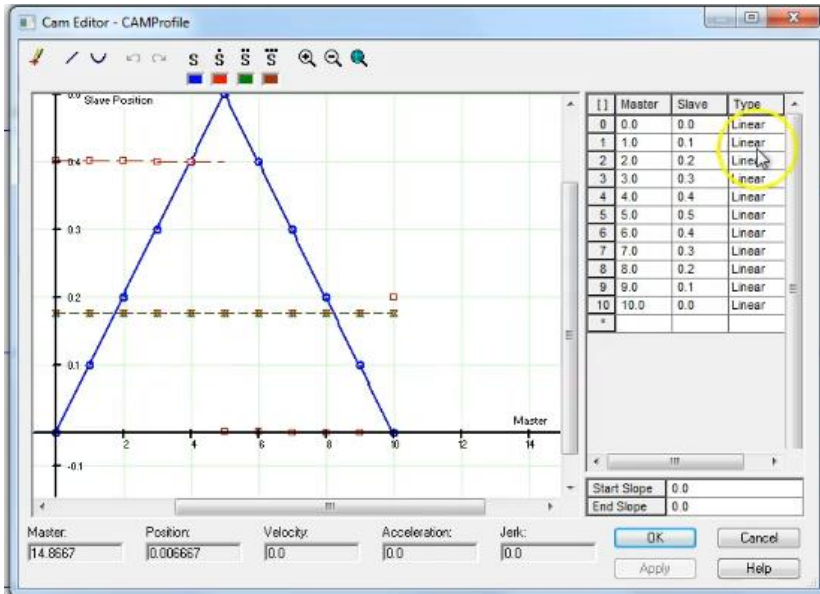 Cam Editor - CAMProfile
S Ṡ S̈ S⃛
0.5 Slave Position
0.4
0.3
0.2
0.1
-0.1
Master
2 4 6 8 10 12 14
[ ] Master Slave Type
0 0.0 0.0 Linear
1 1.0 0.1 Linear
2 2.0 0.2 Linear
3 3.0 0.3 Linear
4 4.0 0.4 Linear
5 5.0 0.5 Linear
6 6.0 0.4 Linear
7 7.0 0.3 Linear
8 8.0 0.2 Linear
9 9.0 0.1 Linear
10 10.0 0.0 Linear
*
Start Slope 0.0
End Slope 0.0
Master: Position: Velocity: Acceleration: Jerk:
14.8667 0.006667 0.0 0.0 0.0
OK Cancel
Apply Help